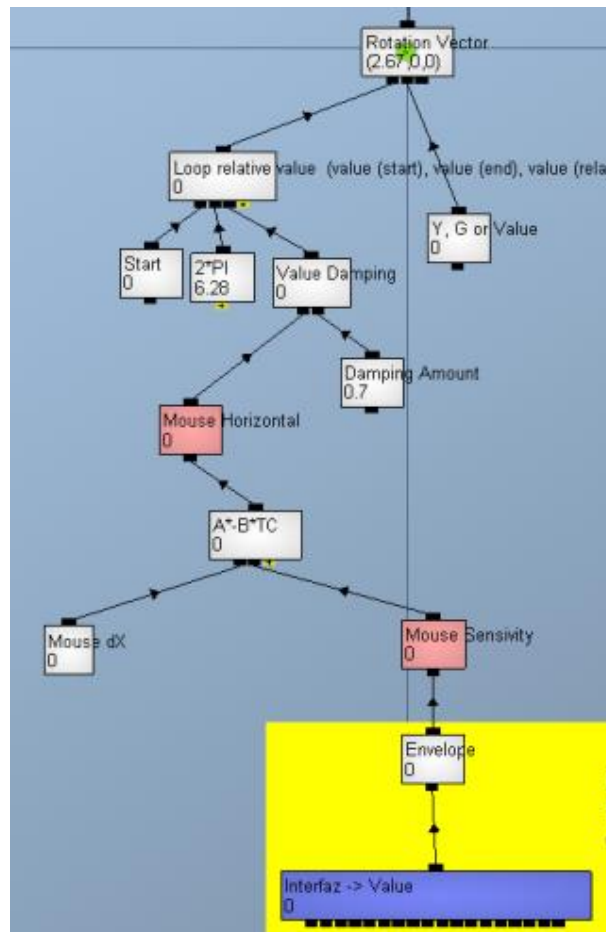 Rotation Vector
(2.67,0,0)
Loop relative value (value (start), value (end), value (rela
0
Y, G or Value
0
Start
0
2*PI
6.28
Value Damping
0
Damping Amount
0.7
Mouse Horizontal
0
A*-B*TC
0
Mouse dX
0
Mouse Sensivity
0
Envelope
0
Interfaz -> Value
0